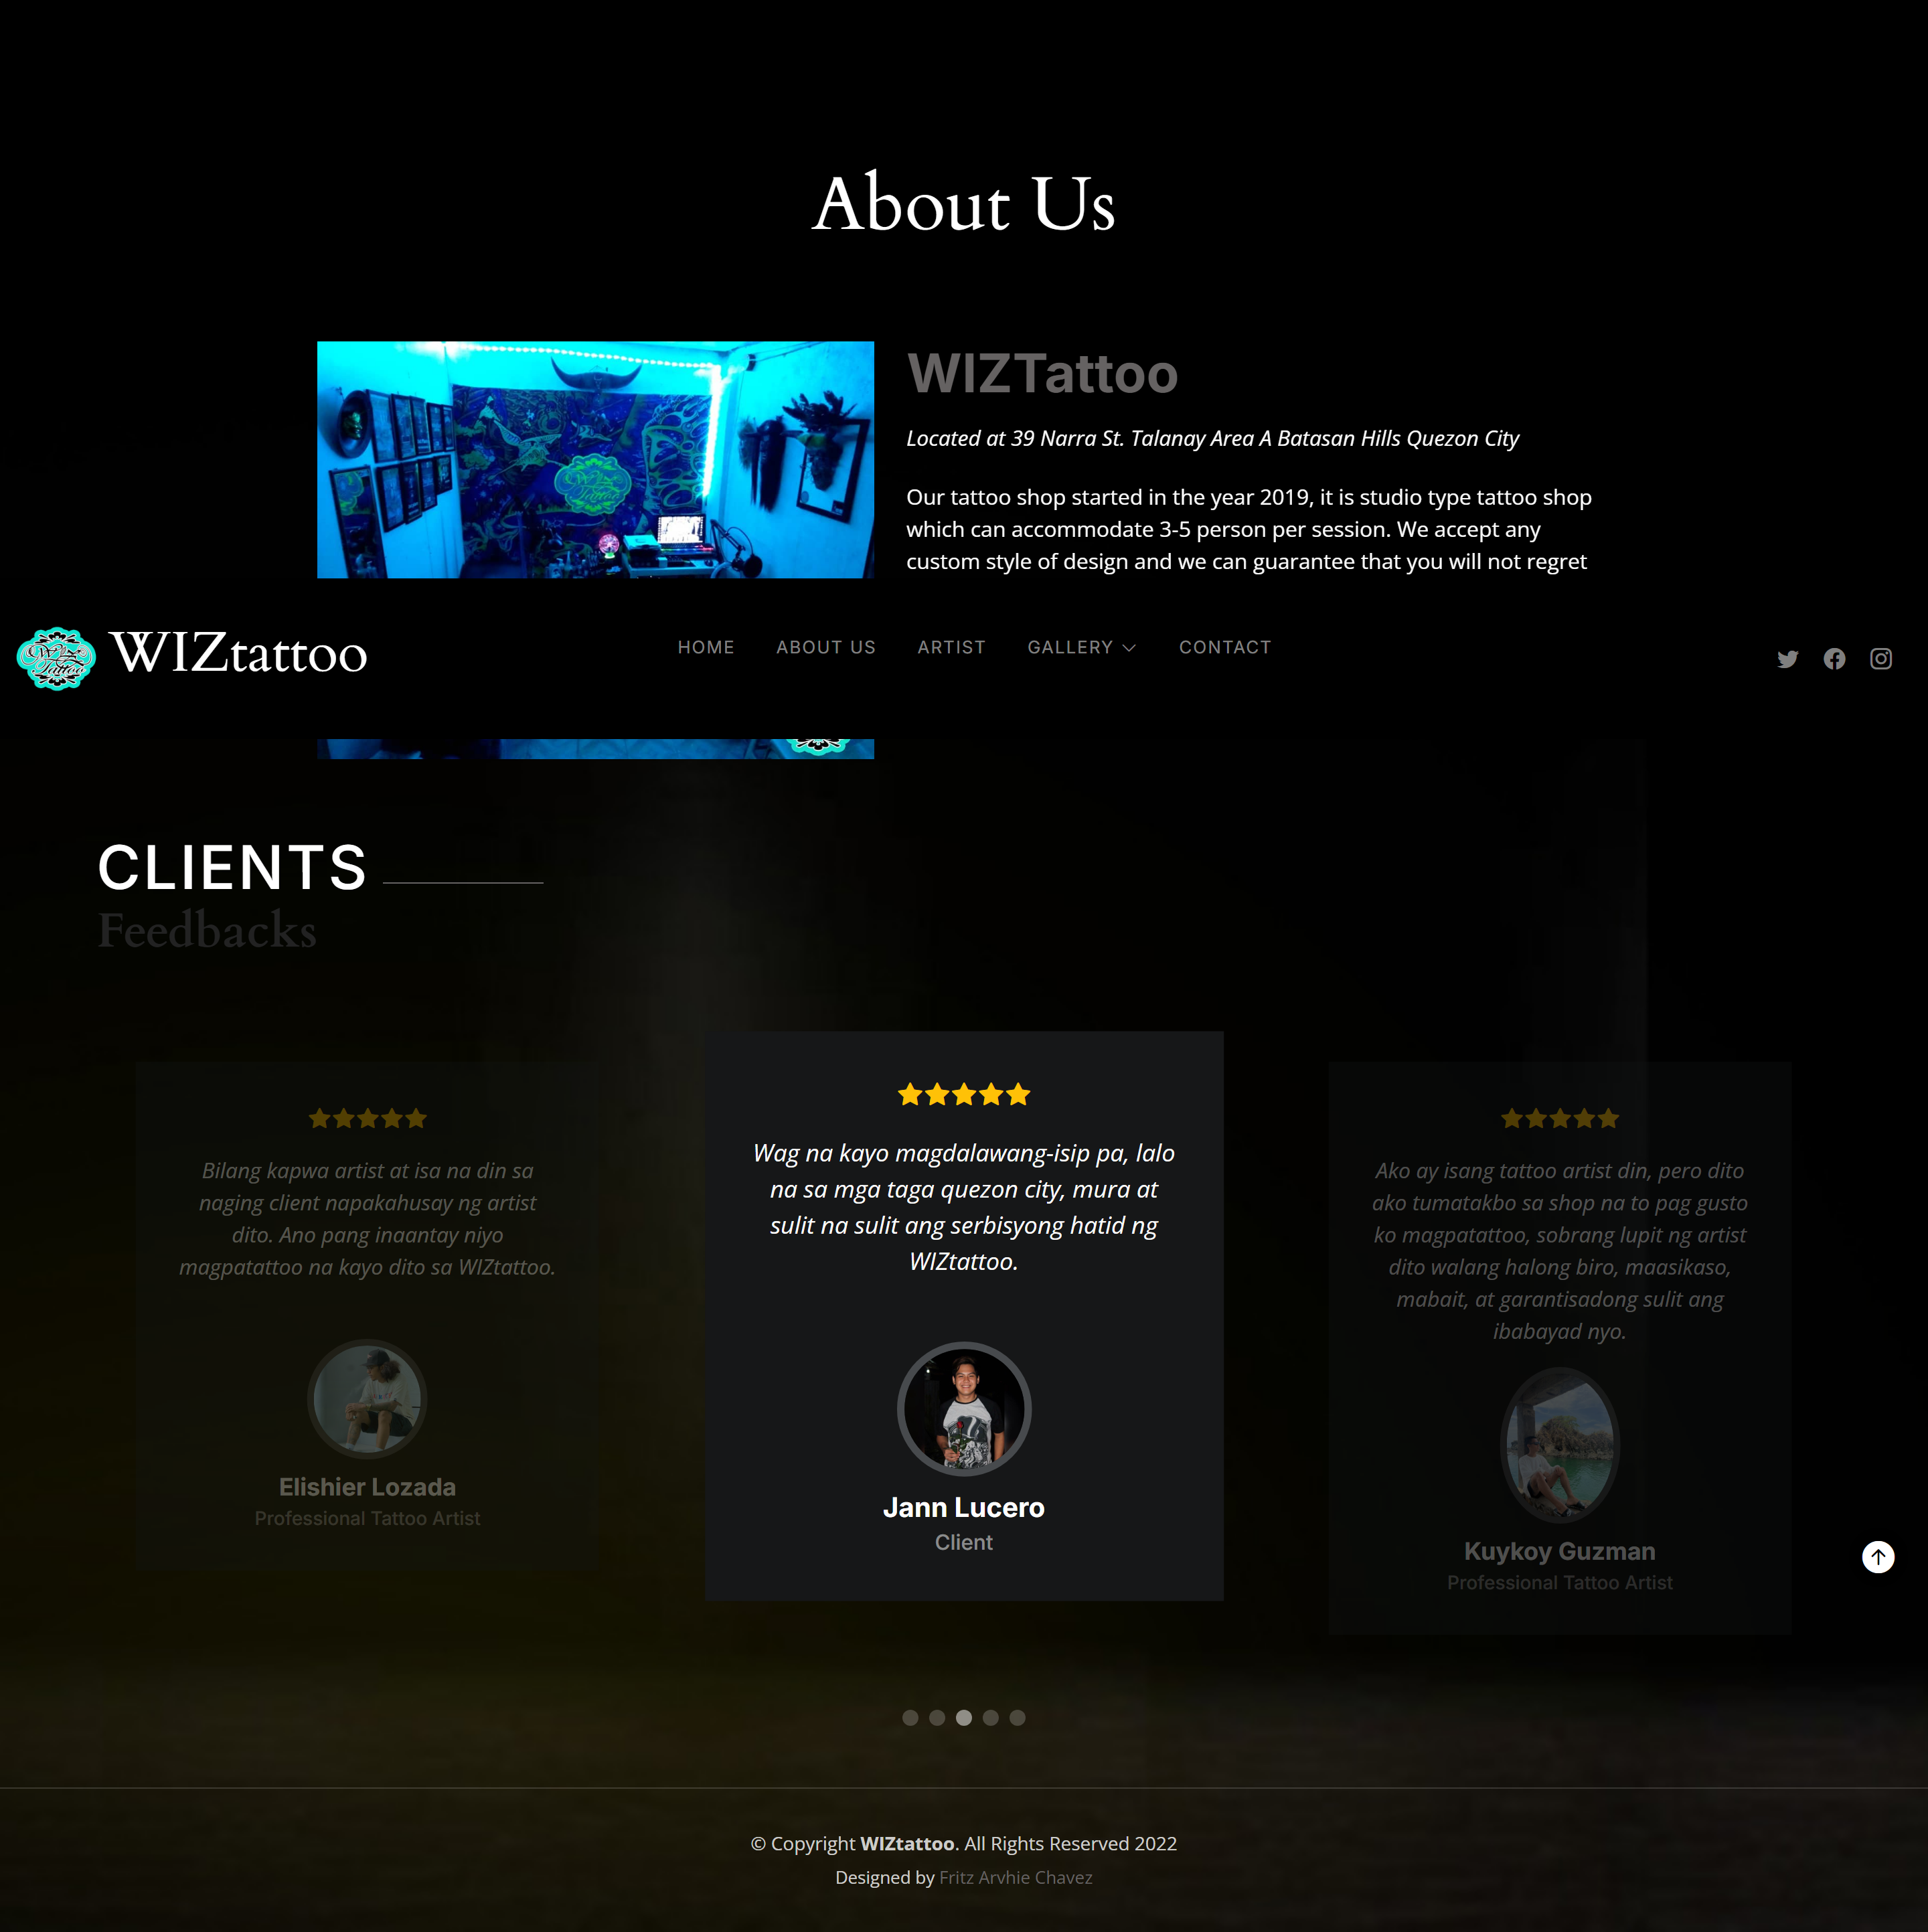 About Us
WIZTattoo
Located at 39 Narra St. Talanay Area A Batasan Hills Quezon City
Our tattoo shop started in the year 2019, it is studio type tattoo shop
which can accommodate 3-5 person per session. We accept any
custom style of design and we can guarantee that you will not regret
Wiz
Tattoo
Wiz
Tattoo
WIZtattoo
HOME
ABOUT US
ARTIST
GALLERY
CONTACT
CLIENTS
Feedbacks
Bilang kapwa artist at isa na din sa
naging client napakahusay ng artist
dito. Ano pang inaantay niyo
magpatattoo na kayo dito sa WIZtattoo.
Elishier Lozada
Professional Tattoo Artist
Wag na kayo magdalawang-isip pa, lalo
na sa mga taga quezon city, mura at
sulit na sulit ang serbisyong hatid ng
WIZtattoo.
Jann Lucero
Client
Ako ay isang tattoo artist din, pero dito
ako tumatakbo sa shop na to pag gusto
ko magpatattoo, sobrang lupit ng artist
dito walang halong biro, maasikaso,
mabait, at garantisadong sulit ang
ibabayad nyo.
Kuykoy Guzman
Professional Tattoo Artist
© Copyright WIZtattoo. All Rights Reserved 2022
Designed by Fritz Arvhie Chavez